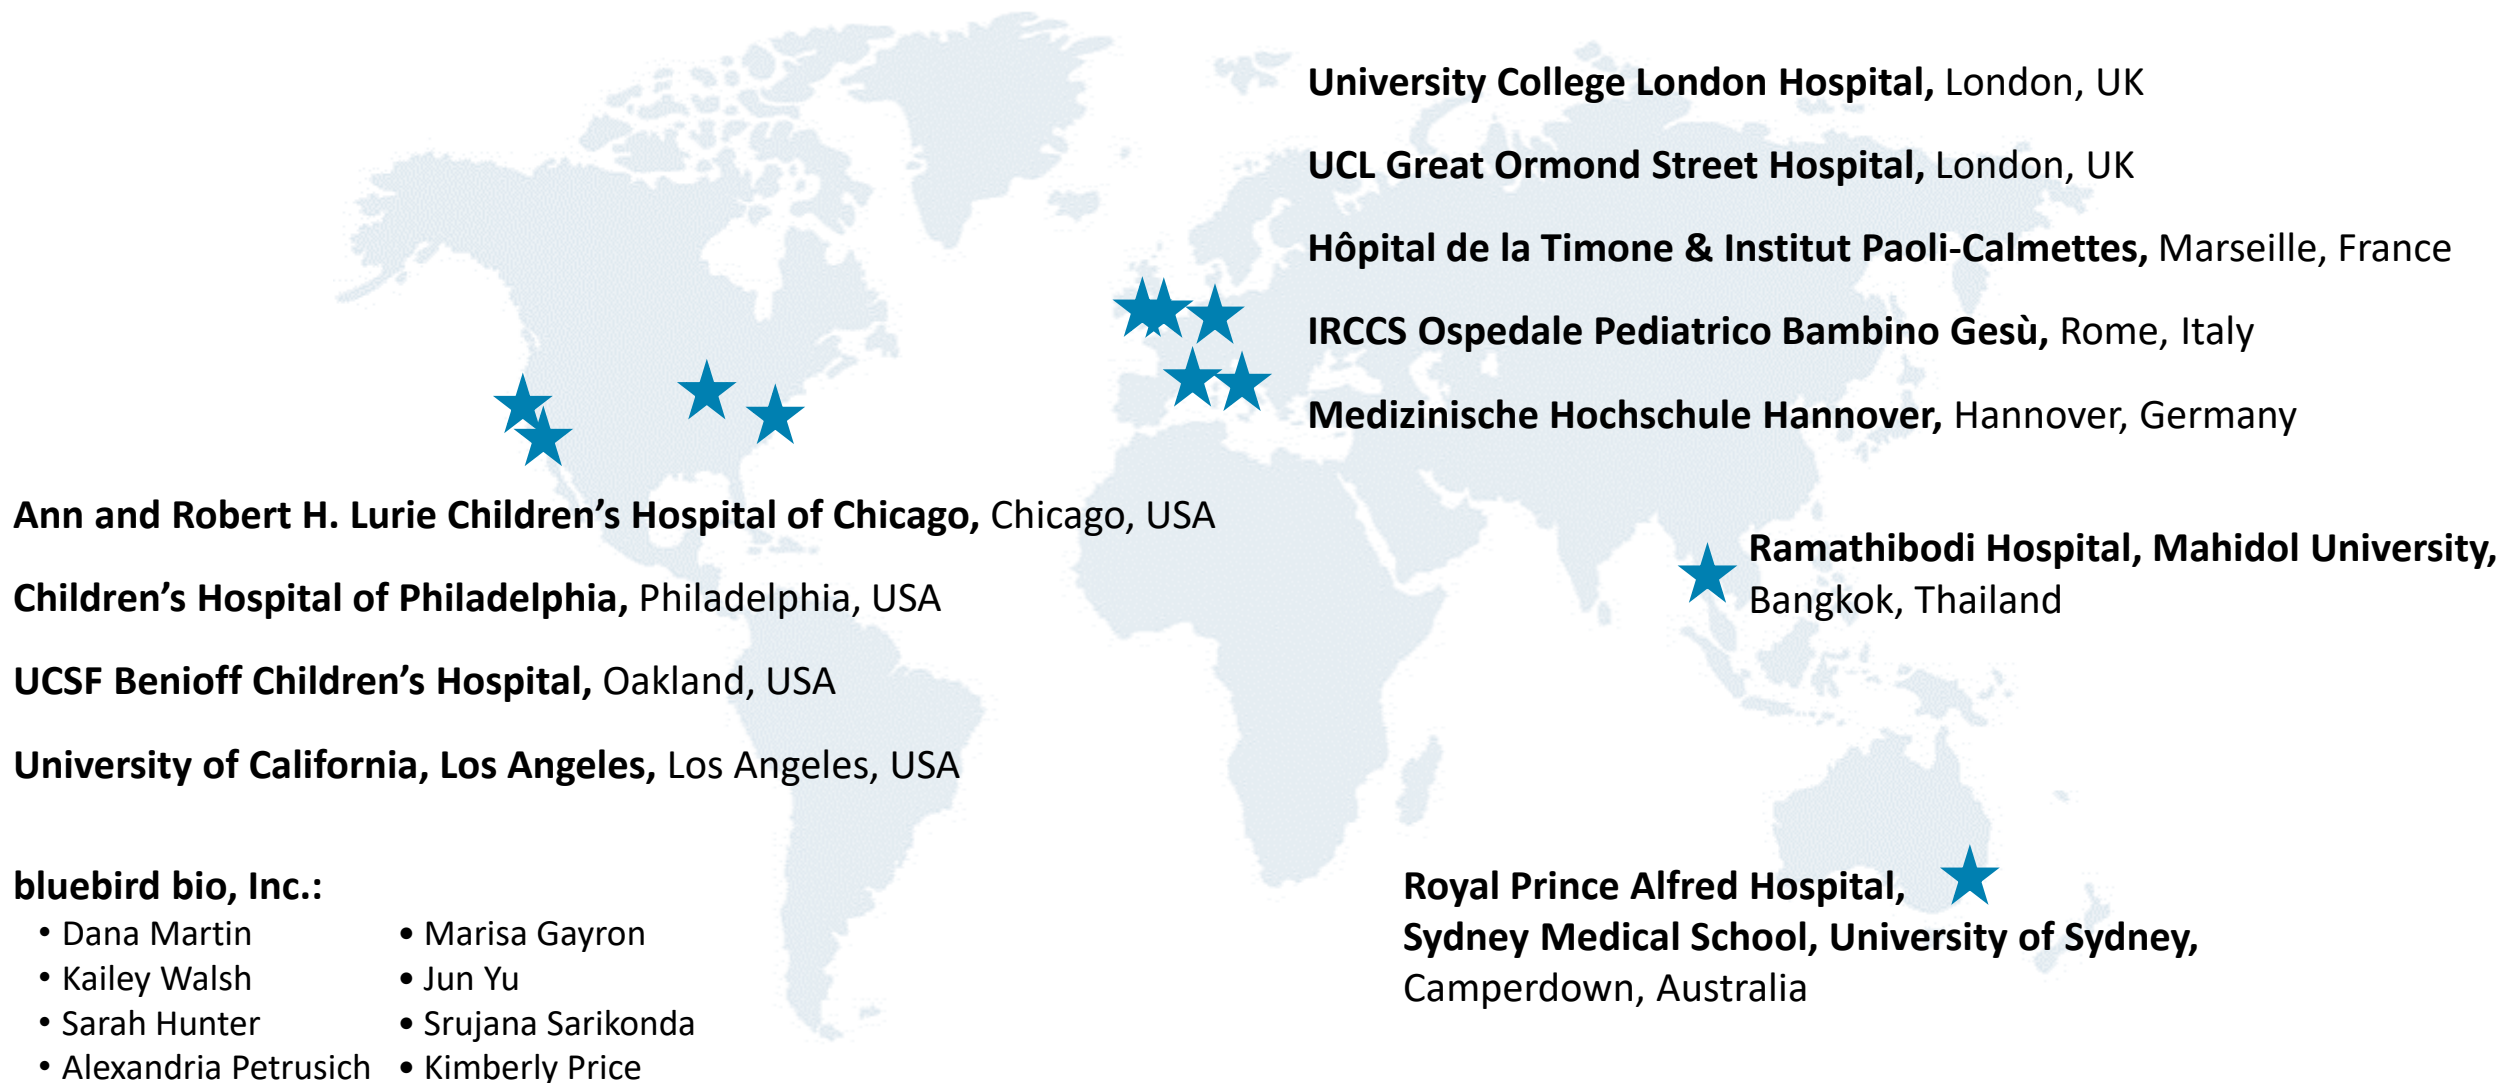 University College London Hospital, London, UK
UCL Great Ormond Street Hospital, London, UK
Hôpital de la Timone & Institut Paoli-Calmettes, Marseille, France
IRCCS Ospedale Pediatrico Bambino Gesù, Rome, Italy
Medizinische Hochschule Hannover, Hannover, Germany
Ann and Robert H. Lurie Children’s Hospital of Chicago, Chicago, USA
Children’s Hospital of Philadelphia, Philadelphia, USA
UCSF Benioff Children’s Hospital, Oakland, USA
University of California, Los Angeles, Los Angeles, USA
Ramathibodi Hospital, Mahidol University,
Bangkok, Thailand
Royal Prince Alfred Hospital,
Sydney Medical School, University of Sydney,
Camperdown, Australia
bluebird bio, Inc.:
• Dana Martin
• Kailey Walsh
• Sarah Hunter
• Alexandria Petrusich
• Marisa Gayron
• Jun Yu
• Srujana Sarikonda
• Kimberly Price